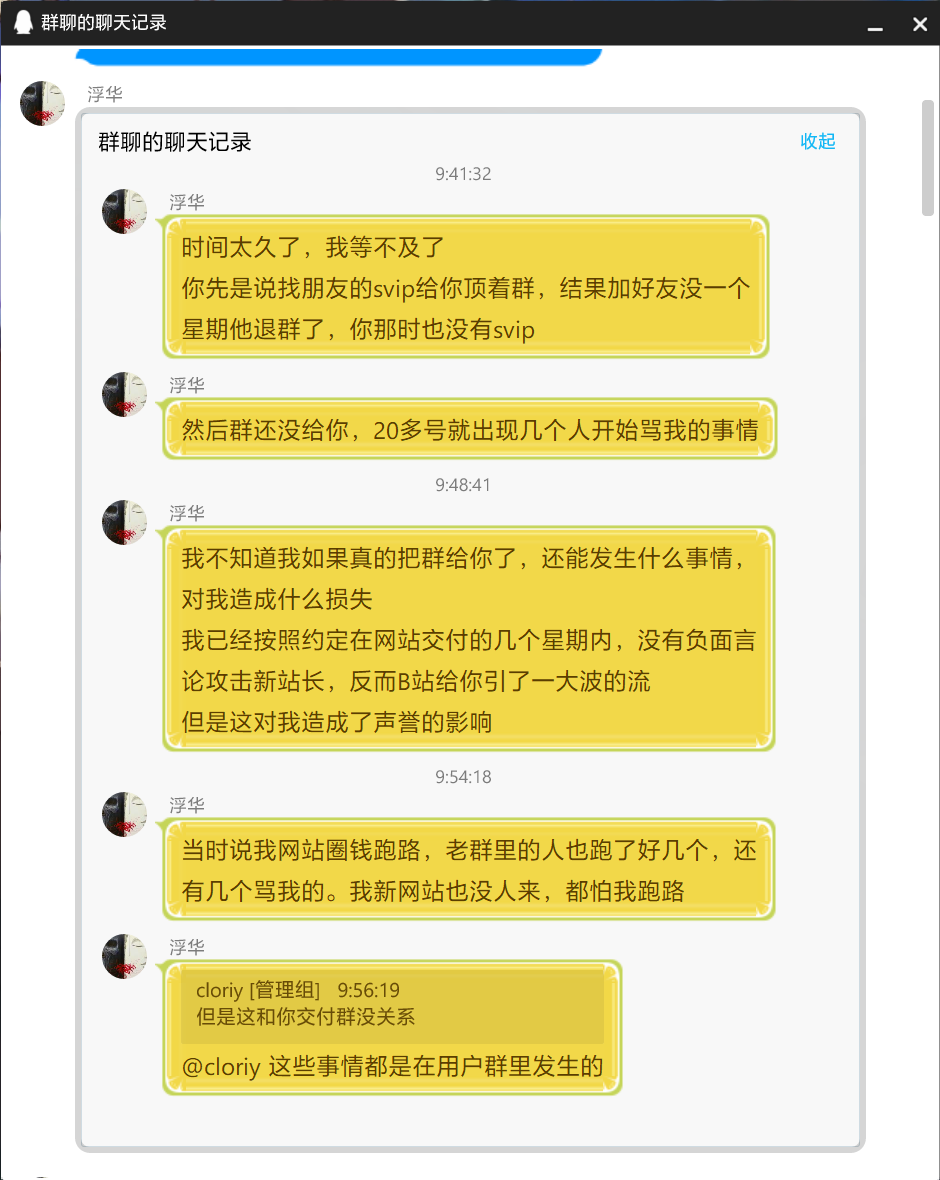 群聊的聊天记录
浮华
群聊的聊天记录
收起
9:41:32
浮华
时间太久了，我等不及了
你先是说找朋友的svip给你顶着群，结果加好友没一个
星期他退群了，你那时也没有svip
浮华
然后群还没给你，20多号就出现几个人开始骂我的事情
9:48:41
浮华
我不知道我如果真的把群给你了，还能发生什么事情，
对我造成什么损失
我已经按照约定在网站交付的几个星期内，没有负面言
论攻击新站长，反而B站给你引了一大波的流
但是这对我造成了声誉的影响
9:54:18
浮华
当时说我网站圈钱跑路，老群里的人也跑了好几个，还
有几个骂我的。我新网站也没人来，都怕我跑路
浮华
cloriy [管理组] 9:56:19
但是这和你交付群没关系
@cloriy 这些事情都是在用户群里发生的